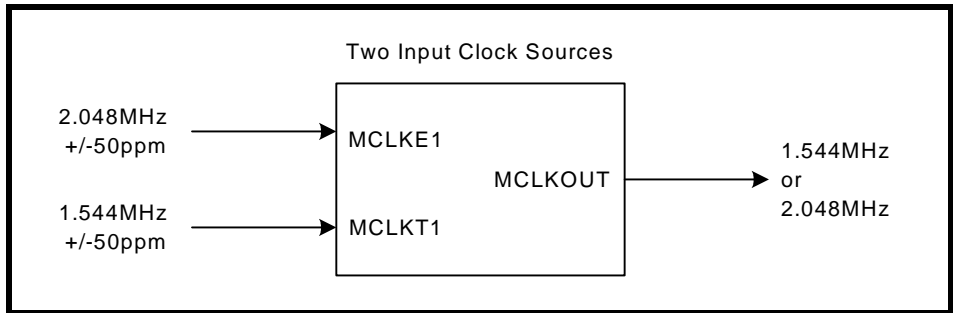 Two Input Clock Sources
2.048MHz
+/-50ppm
MCLKE1
1.544MHz
or
2.048MHz
MCLKOUT
1.544MHz
+/-50ppm
MCLKT1